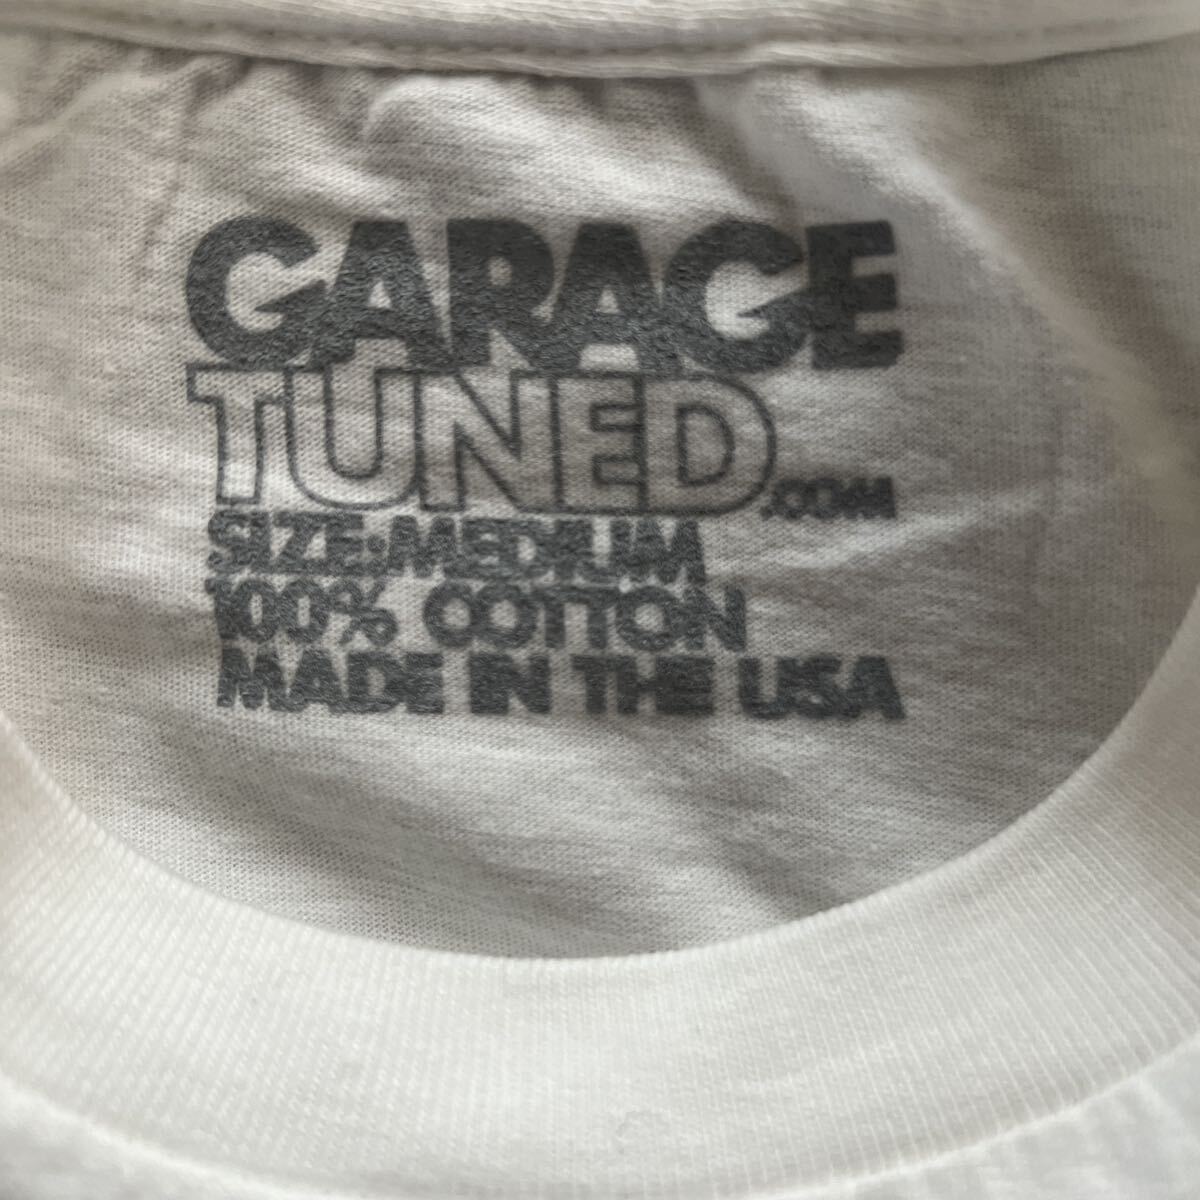 GARAGE
TUNED.COM
SIZE:MEDIUM
100% COTTON
MADE IN THE USA